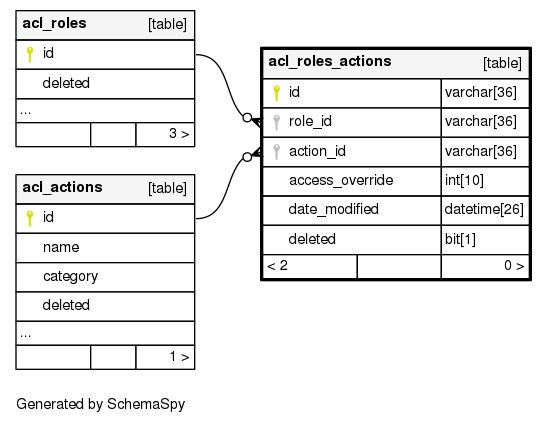 acl_roles [table]
id
deleted
...
3 >
acl_roles_actions [table]
id varchar[36]
role_id varchar[36]
action_id varchar[36]
access_override int[10]
date_modified datetime[26]
deleted bit[1]
< 2 0 >
acl_actions [table]
id
name
category
deleted
...
1 >
Generated by SchemaSpy